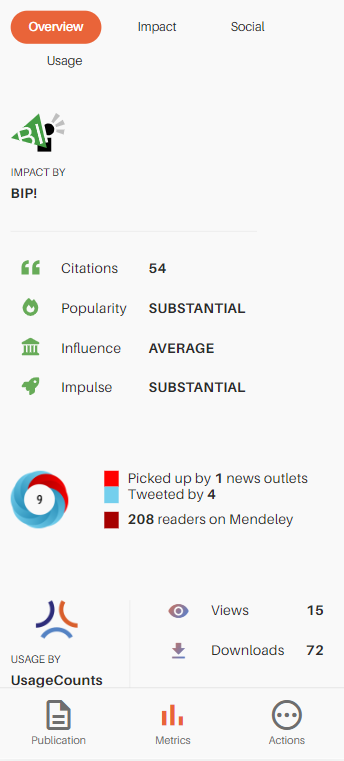 Overview Impact Social
Usage
BIP!
IMPACT BY
BIP!
Citations 54
Popularity SUBSTANTIAL
Influence AVERAGE
Impulse SUBSTANTIAL
9
Picked up by 1 news outlets
Tweeted by 4
208 readers on Mendeley
Views 15
Downloads 72
USAGE BY
UsageCounts
Publication Metrics Actions